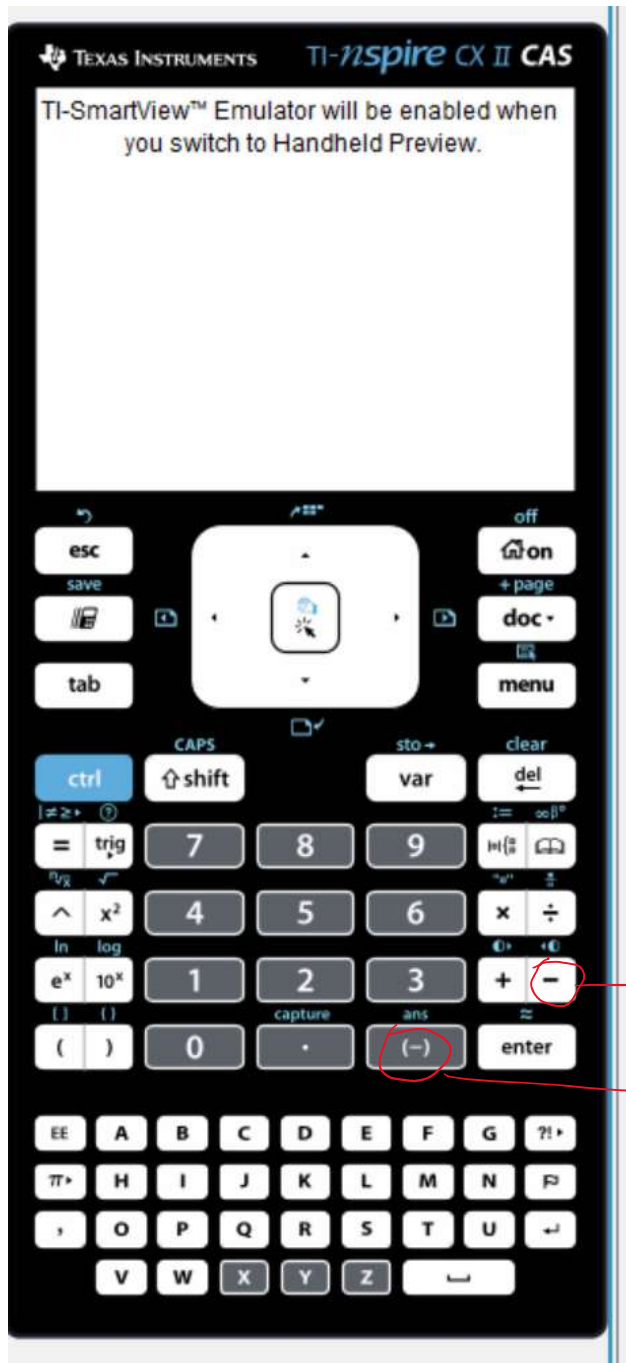 TEXAS INSTRUMENTS TI-nspire CX II CAS
TI-SmartView™ Emulator will be enabled when
you switch to Handheld Preview.
off
esc on
save + page
doc
tab menu
CAPS sto→ clear
ctrl ⇧shift var del
|≠≥▸ ? := ∞β°
= trig 7 8 9
ⁿ√x √ "e"
^ x² 4 5 6 × ÷
ln log
eˣ 10ˣ 1 2 3 + −
[ ] { } capture ans ≈
( ) 0 . (−) enter
EE A B C D E F G ?!▸
π▸ H I J K L M N
, O P Q R S T U ↵
V W X Y Z